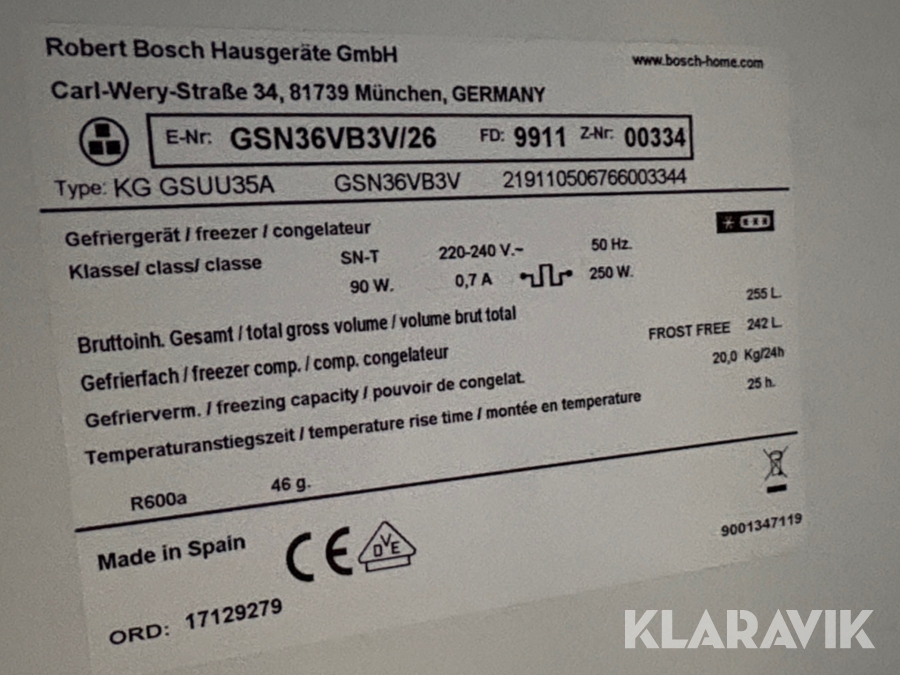 Robert Bosch Hausgeräte GmbH
www.bosch-home.com
Carl-Wery-Straße 34, 81739 München, GERMANY
E-Nr: GSN36VB3V/26 FD: 9911 Z-Nr: 00334
Type: KG GSUU35A GSN36VB3V 219110506766003344
Gefriergerät / freezer / congelateur
Klasse/ class/ classe SN-T 220-240 V.~ 50 Hz.
90 W. 0,7 A 250 W.
Bruttoinh. Gesamt / total gross volume / volume brut total 255 L.
Gefrierfach / freezer comp. / comp. congelateur FROST FREE 242 L.
Gefrierverm. / freezing capacity / pouvoir de congelat. 20,0 Kg/24h
Temperaturanstiegszeit / temperature rise time / montée en temperature 25 h.
R600a 46 g.
Made in Spain
CE
DVE
9001347119
ORD: 17129279
KLARAVIK